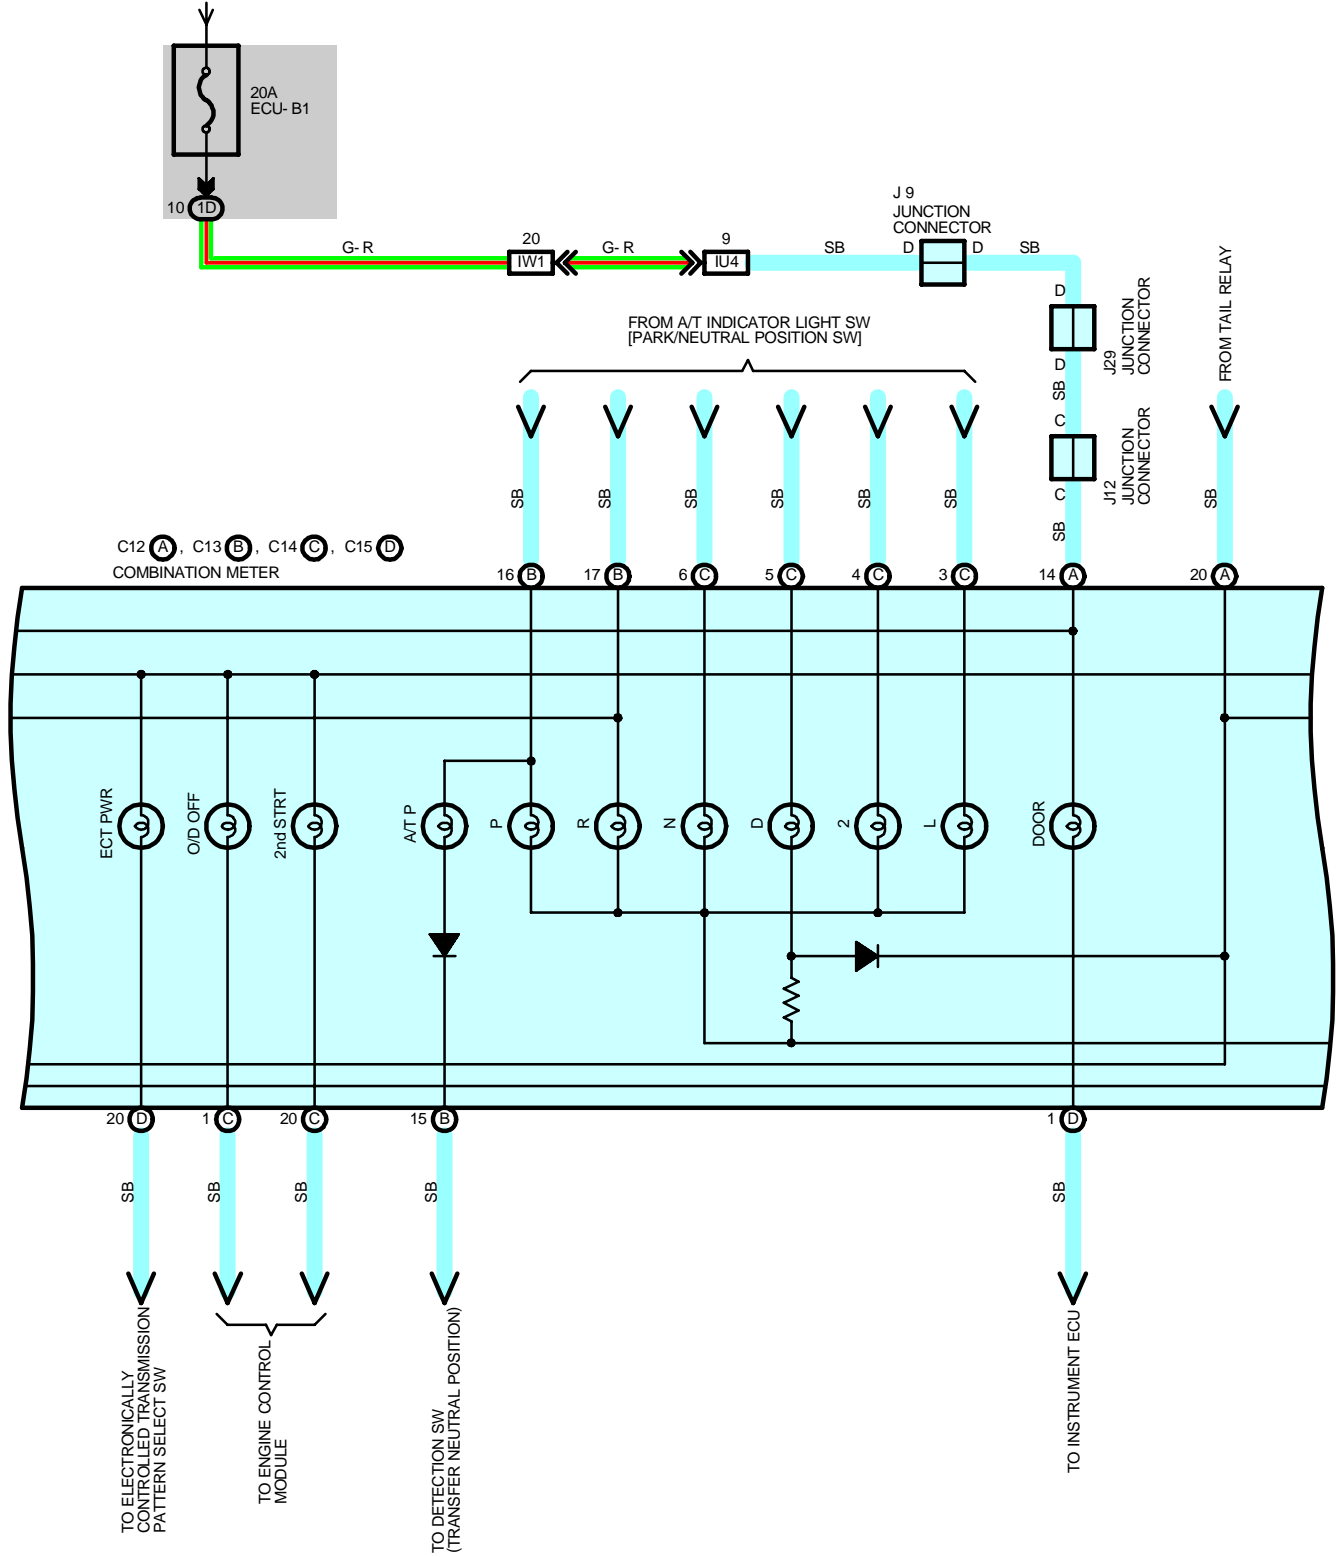 20A
ECU- B1
10 1D
G- R
20
IW1
G- R
9
IU4
SB
D
J 9
JUNCTION
CONNECTOR
D
SB
D
J29
JUNCTION
CONNECTOR
D
SB
C
J12
JUNCTION
CONNECTOR
C
SB
FROM TAIL RELAY
SB
FROM A/T INDICATOR LIGHT SW
[PARK/NEUTRAL POSITION SW]
SB
SB
SB
SB
SB
SB
C12 A , C13 B , C14 C , C15 D
COMBINATION METER
16 B
17 B
6 C
5 C
4 C
3 C
14 A
20 A
ECT PWR
O/D OFF
2nd STRT
A/T P
P
R
N
D
2
L
DOOR
20 D
1 C
20 C
15 B
1 D
SB
SB
SB
SB
SB
TO ELECTRONICALLY
CONTROLLED TRANSMISSION
PATTERN SELECT SW
TO ENGINE CONTROL
MODULE
TO DETECTION SW
(TRANSFER NEUTRAL POSITION)
TO INSTRUMENT ECU